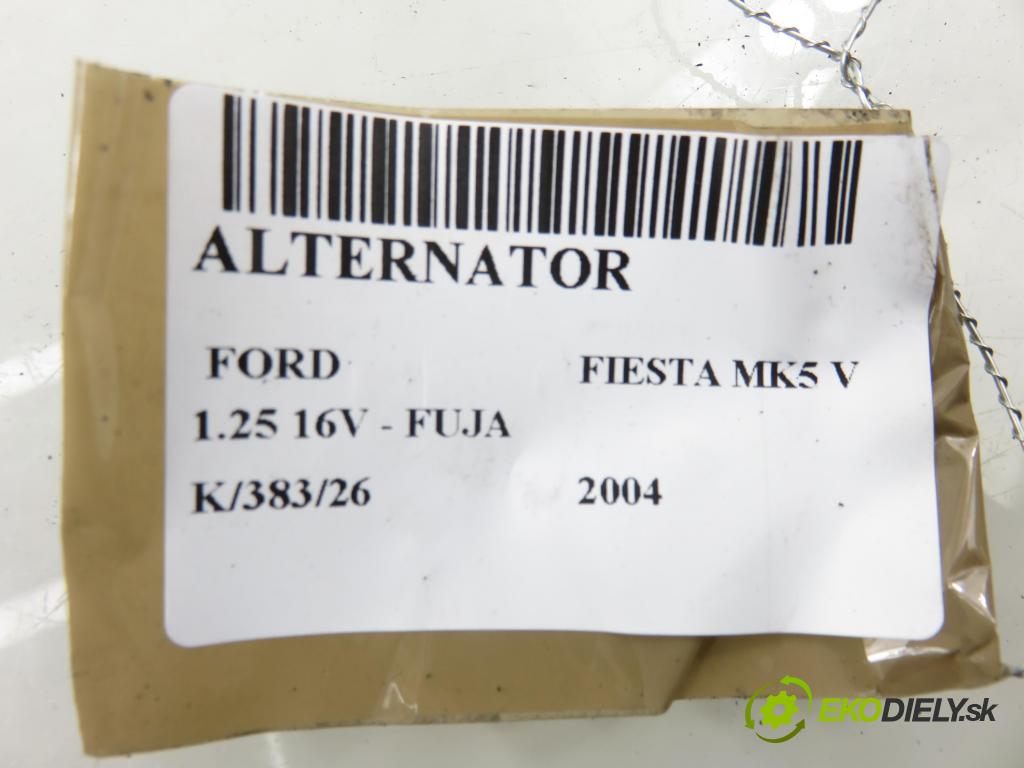 ALTERNATOR
FORD FIESTA MK5 V
1.25 16V - FUJA
K/383/26 2004
EKODIELY.sk